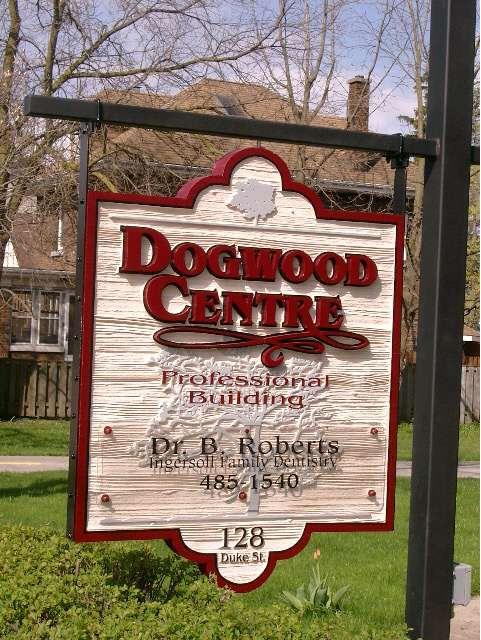 DOGWOOD
CENTRE
Professional
Building
Dr. B. Roberts
Ingersoll Family Dentistry
485-1540
128
Duke St.